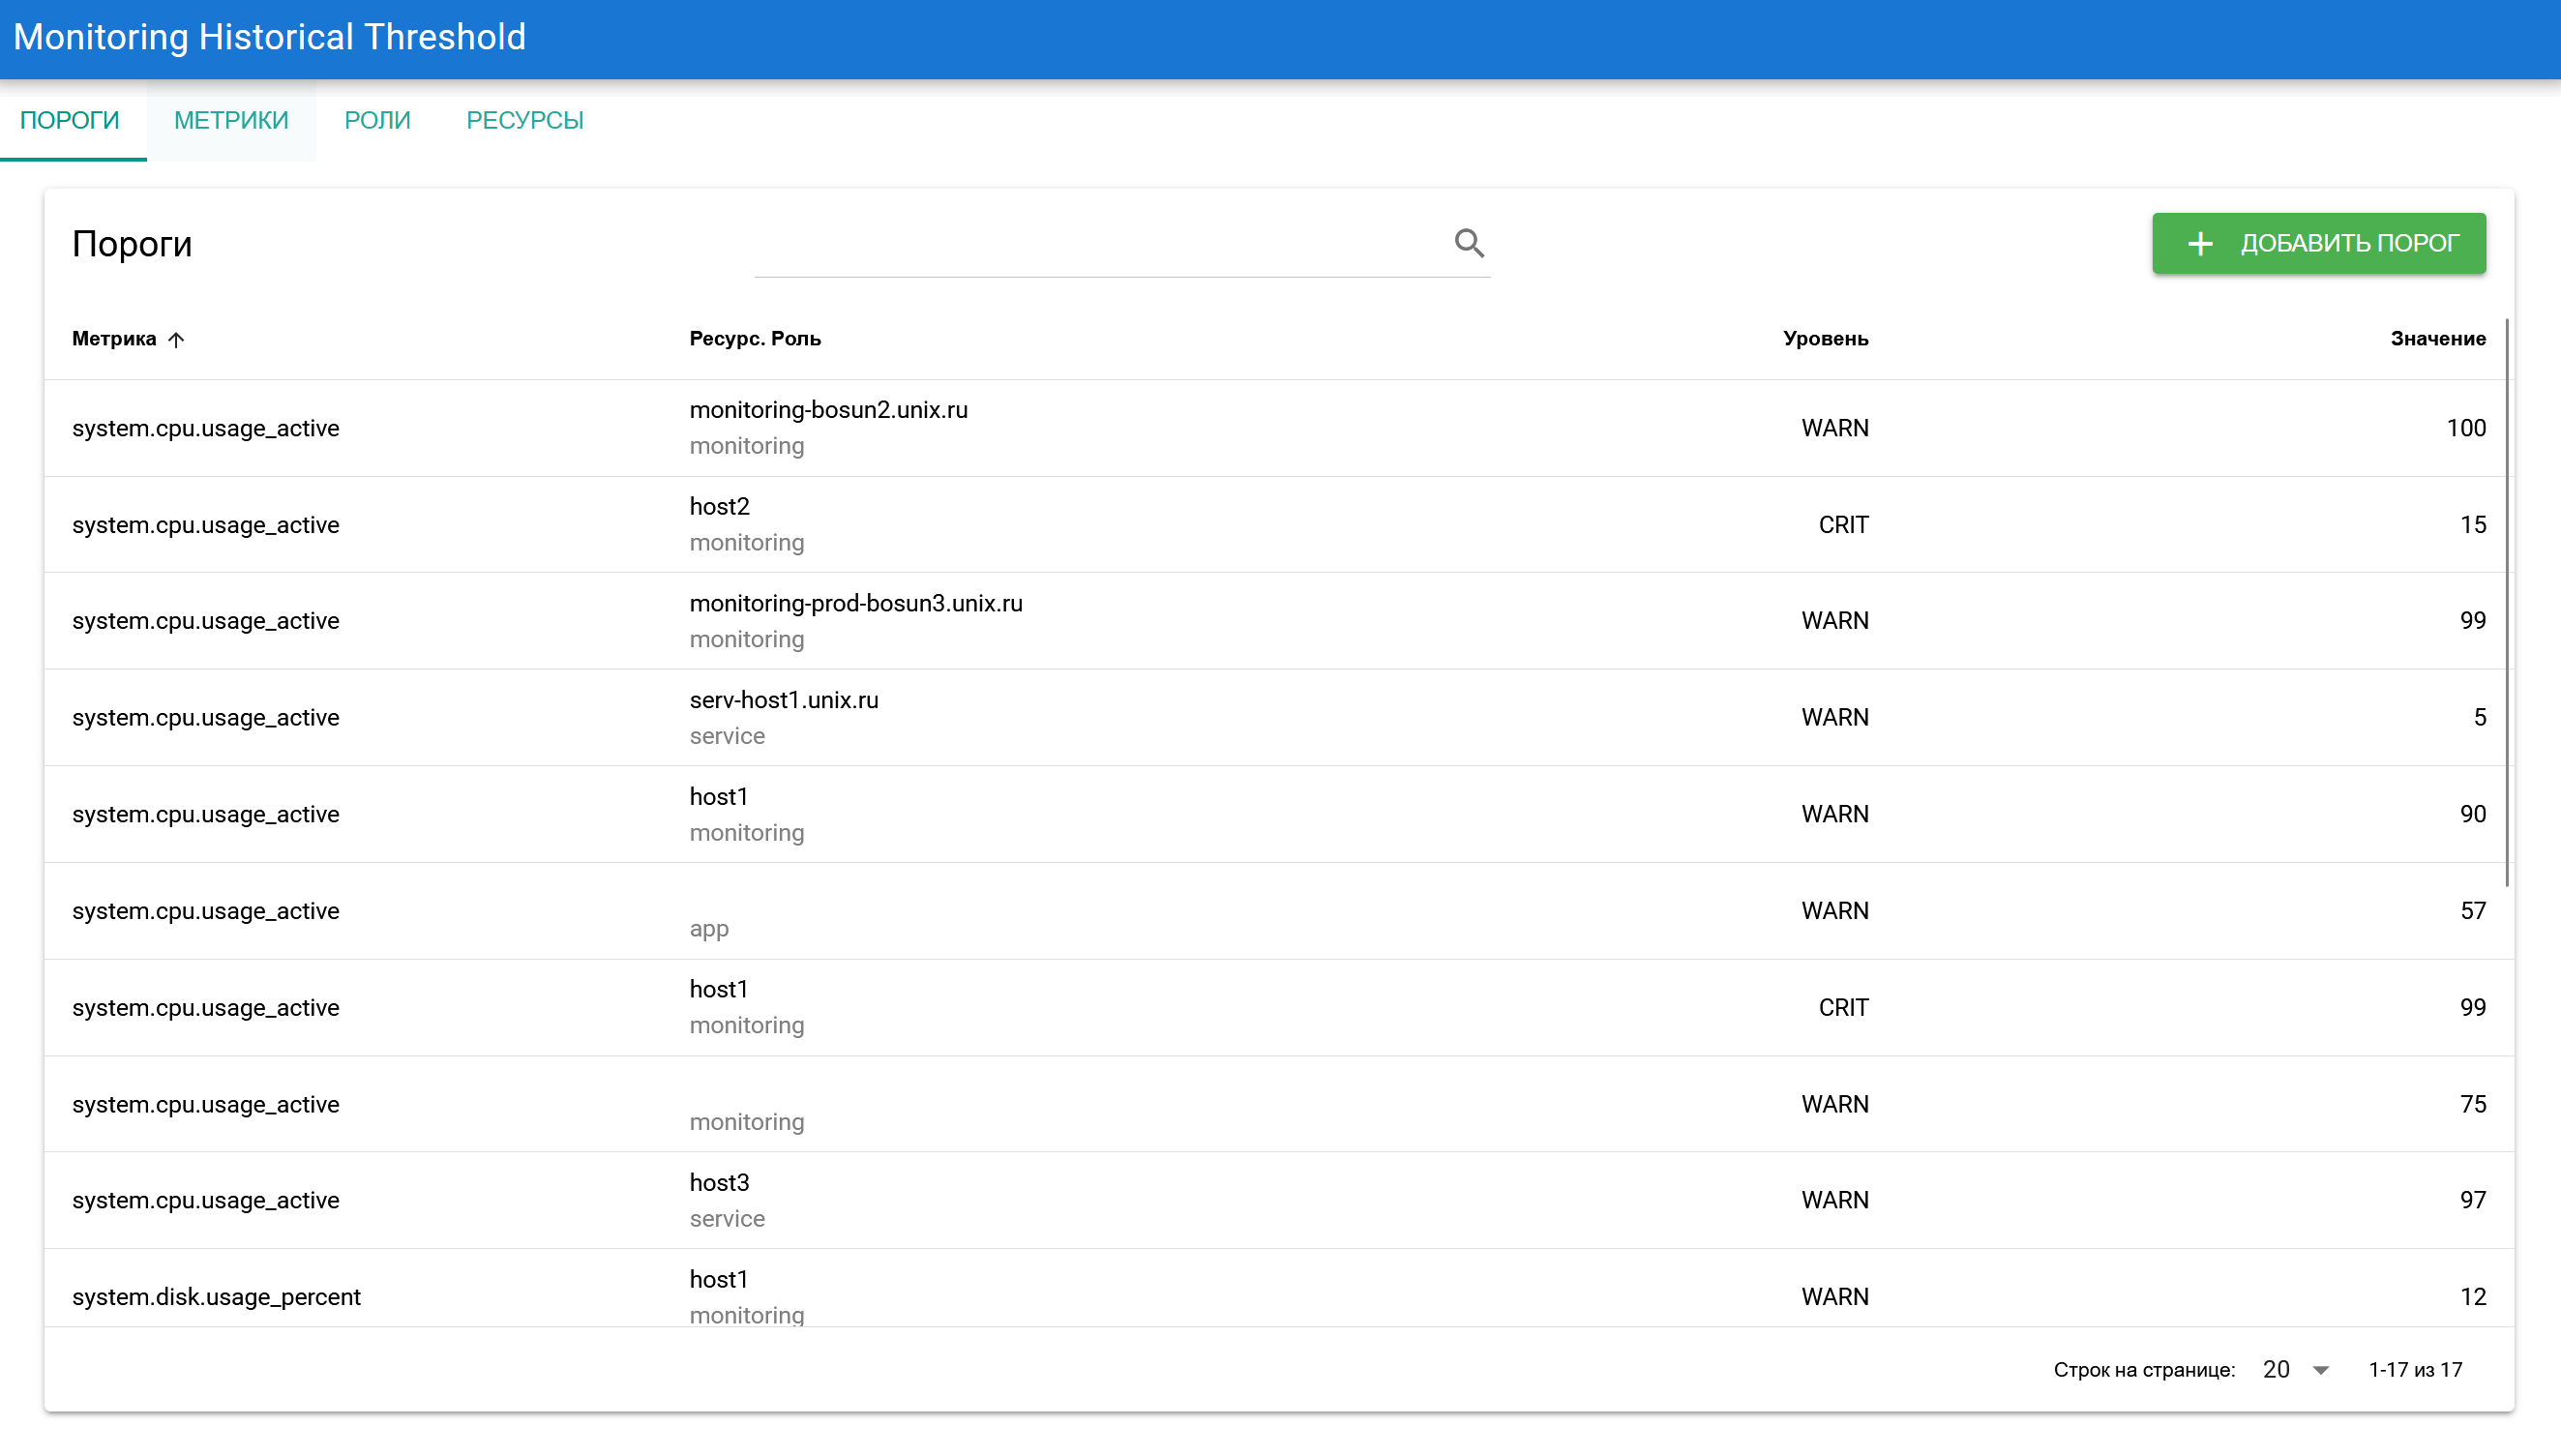 Monitoring Historical Threshold
ПОРОГИ МЕТРИКИ РОЛИ РЕСУРСЫ
Пороги ДОБАВИТЬ ПОРОГ
Метрика Ресурс. Роль Уровень Значение
monitoring-bosun2.unix.ru
system.cpu.usage_active WARN 100
monitoring
host2
system.cpu.usage_active CRIT 15
monitoring
monitoring-prod-bosun3.unix.ru
system.cpu.usage_active WARN 99
monitoring
serv-host1.unix.ru
system.cpu.usage_active WARN 5
service
host1
system.cpu.usage_active WARN 90
monitoring
system.cpu.usage_active WARN 57
app
host1
system.cpu.usage_active CRIT 99
monitoring
system.cpu.usage_active WARN 75
monitoring
host3
system.cpu.usage_active WARN 97
service
host1
system.disk.usage_percent WARN 12
monitoring
Строк на странице: 20 1-17 из 17